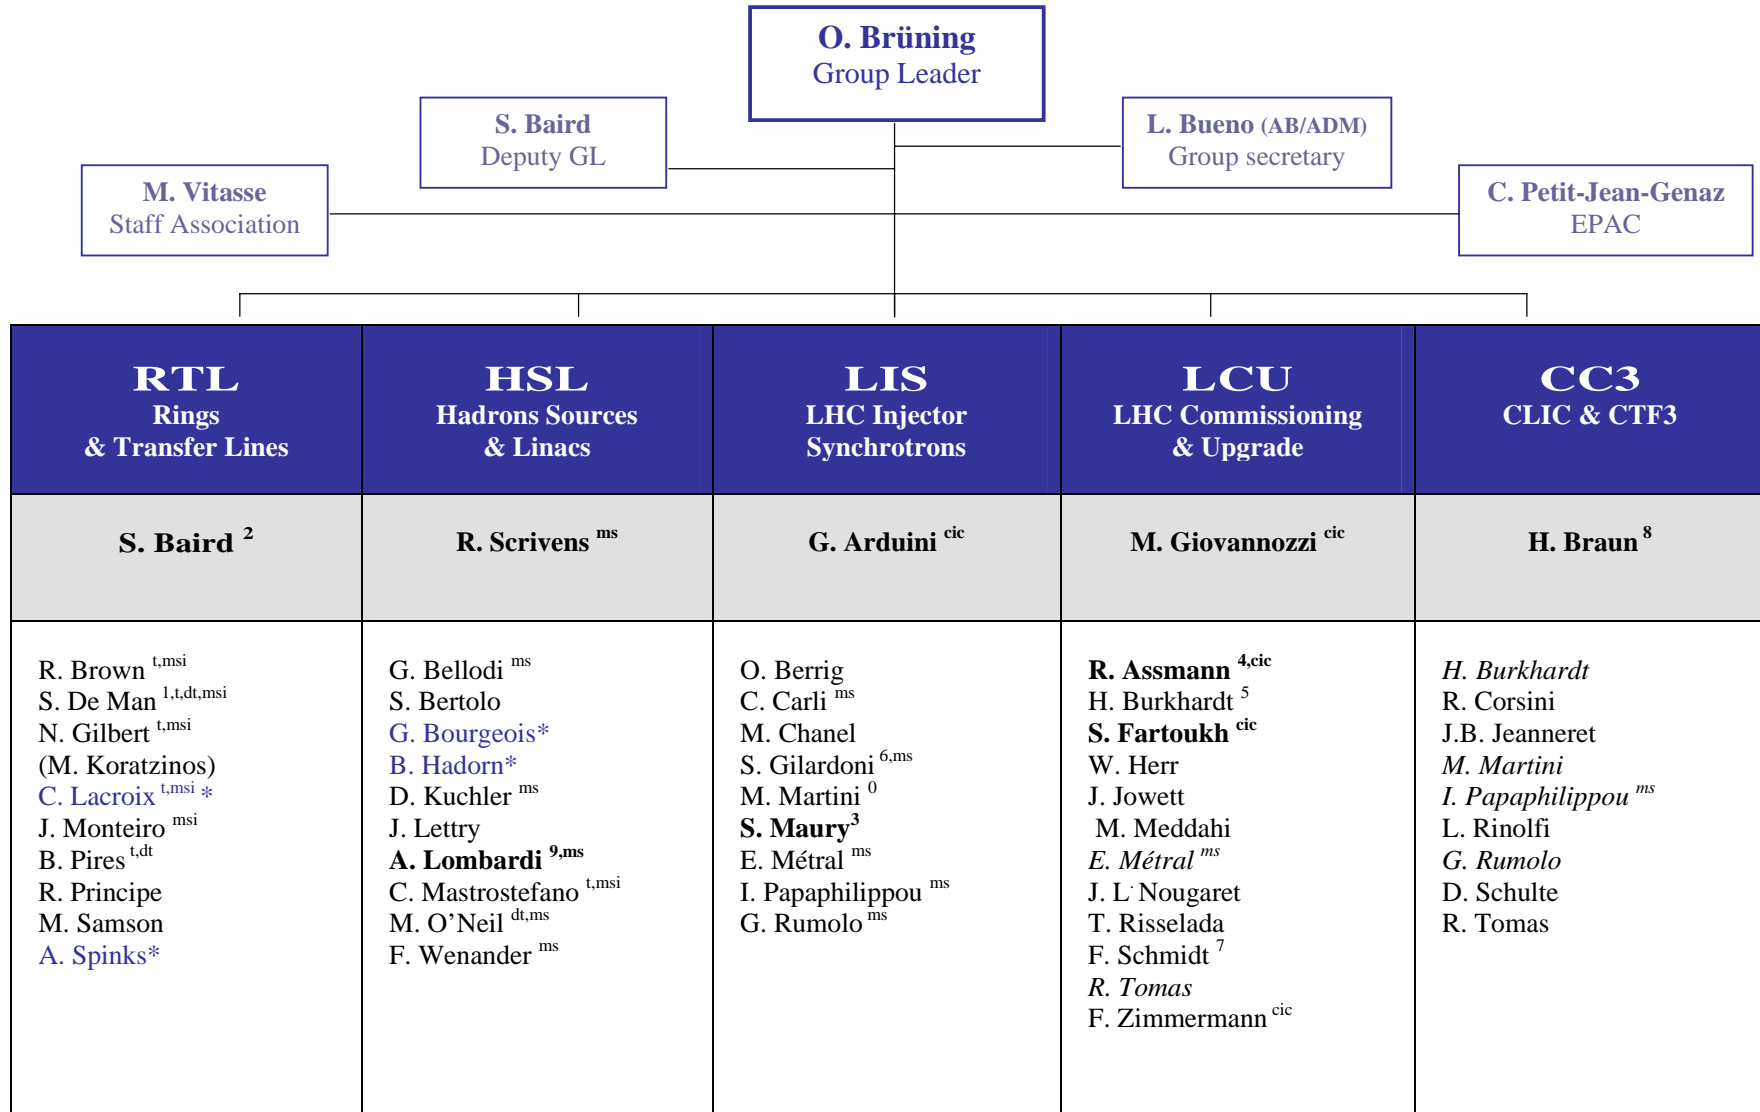 O. Brüning
Group Leader
S. Baird
Deputy GL
L. Bueno (AB/ADM)
Group secretary
M. Vitasse
Staff Association
C. Petit-Jean-Genaz
EPAC
RTL
Rings
& Transfer Lines
HSL
Hadrons Sources
& Linacs
LIS
LHC Injector
Synchrotrons
LCU
LHC Commissioning
& Upgrade
CC3
CLIC & CTF3
S. Baird 2
R. Scrivens ms
G. Arduini cic
M. Giovannozzi cic
H. Braun 8
R. Brown t,msi
S. De Man 1,t,dt,msi
N. Gilbert t,msi
(M. Koratzinos)
C. Lacroix t,msi *
J. Monteiro msi
B. Pires t,dt
R. Principe
M. Samson
A. Spinks*
G. Bellodi ms
S. Bertolo
G. Bourgeois*
B. Hadorn*
D. Kuchler ms
J. Lettry
A. Lombardi 9,ms
C. Mastrostefano t,msi
M. O’Neil dt,ms
F. Wenander ms
O. Berrig
C. Carli ms
M. Chanel
S. Gilardoni 6,ms
M. Martini 0
S. Maury3
E. Métral ms
I. Papaphilippou ms
G. Rumolo ms
R. Assmann 4,cic
H. Burkhardt 5
S. Fartoukh cic
W. Herr
J. Jowett
M. Meddahi
E. Métral ms
J. L. Nougaret
T. Risselada
F. Schmidt 7
R. Tomas
F. Zimmermann cic
H. Burkhardt
R. Corsini
J.B. Jeanneret
M. Martini
I. Papaphilippou ms
L. Rinolfi
G. Rumolo
D. Schulte
R. Tomas